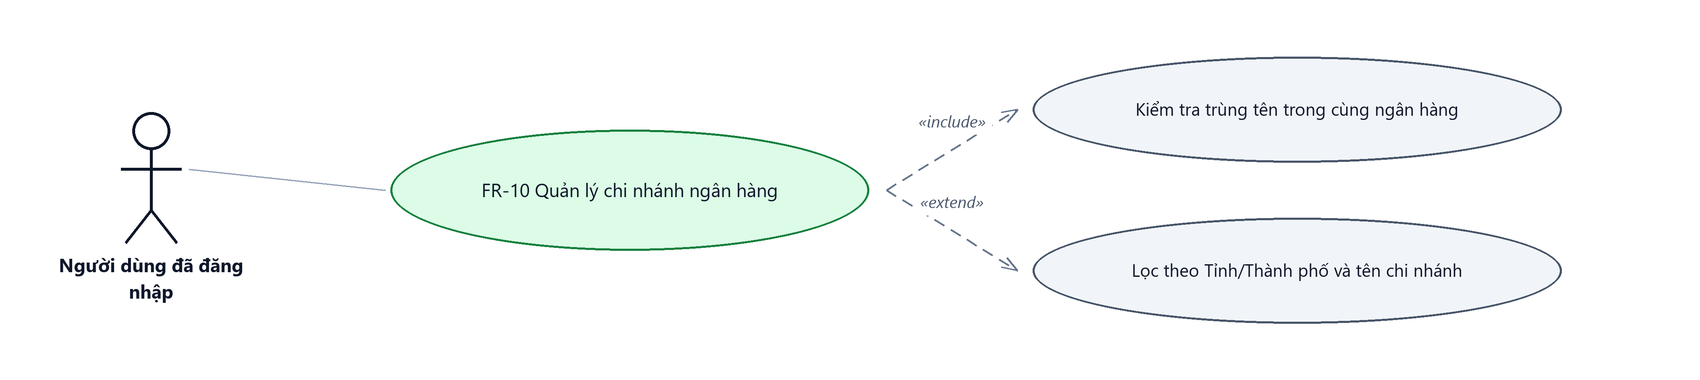 Người dùng đã đăng
nhập
FR-10 Quản lý chi nhánh ngân hàng
«include»
«extend»
Kiểm tra trùng tên trong cùng ngân hàng
Lọc theo Tỉnh/Thành phố và tên chi nhánh